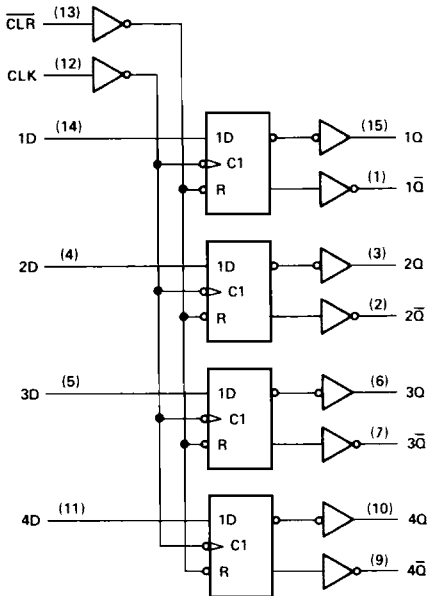 C̅L̅R̅ (13)
CLK (12)
1D (14) 1D (15) 1Q
C1
R (1) 1Q̅
2D (4) 1D (3) 2Q
C1
R (2) 2Q̅
3D (5) 1D (6) 3Q
C1
R (7) 3Q̅
4D (11) 1D (10) 4Q
C1
R (9) 4Q̅